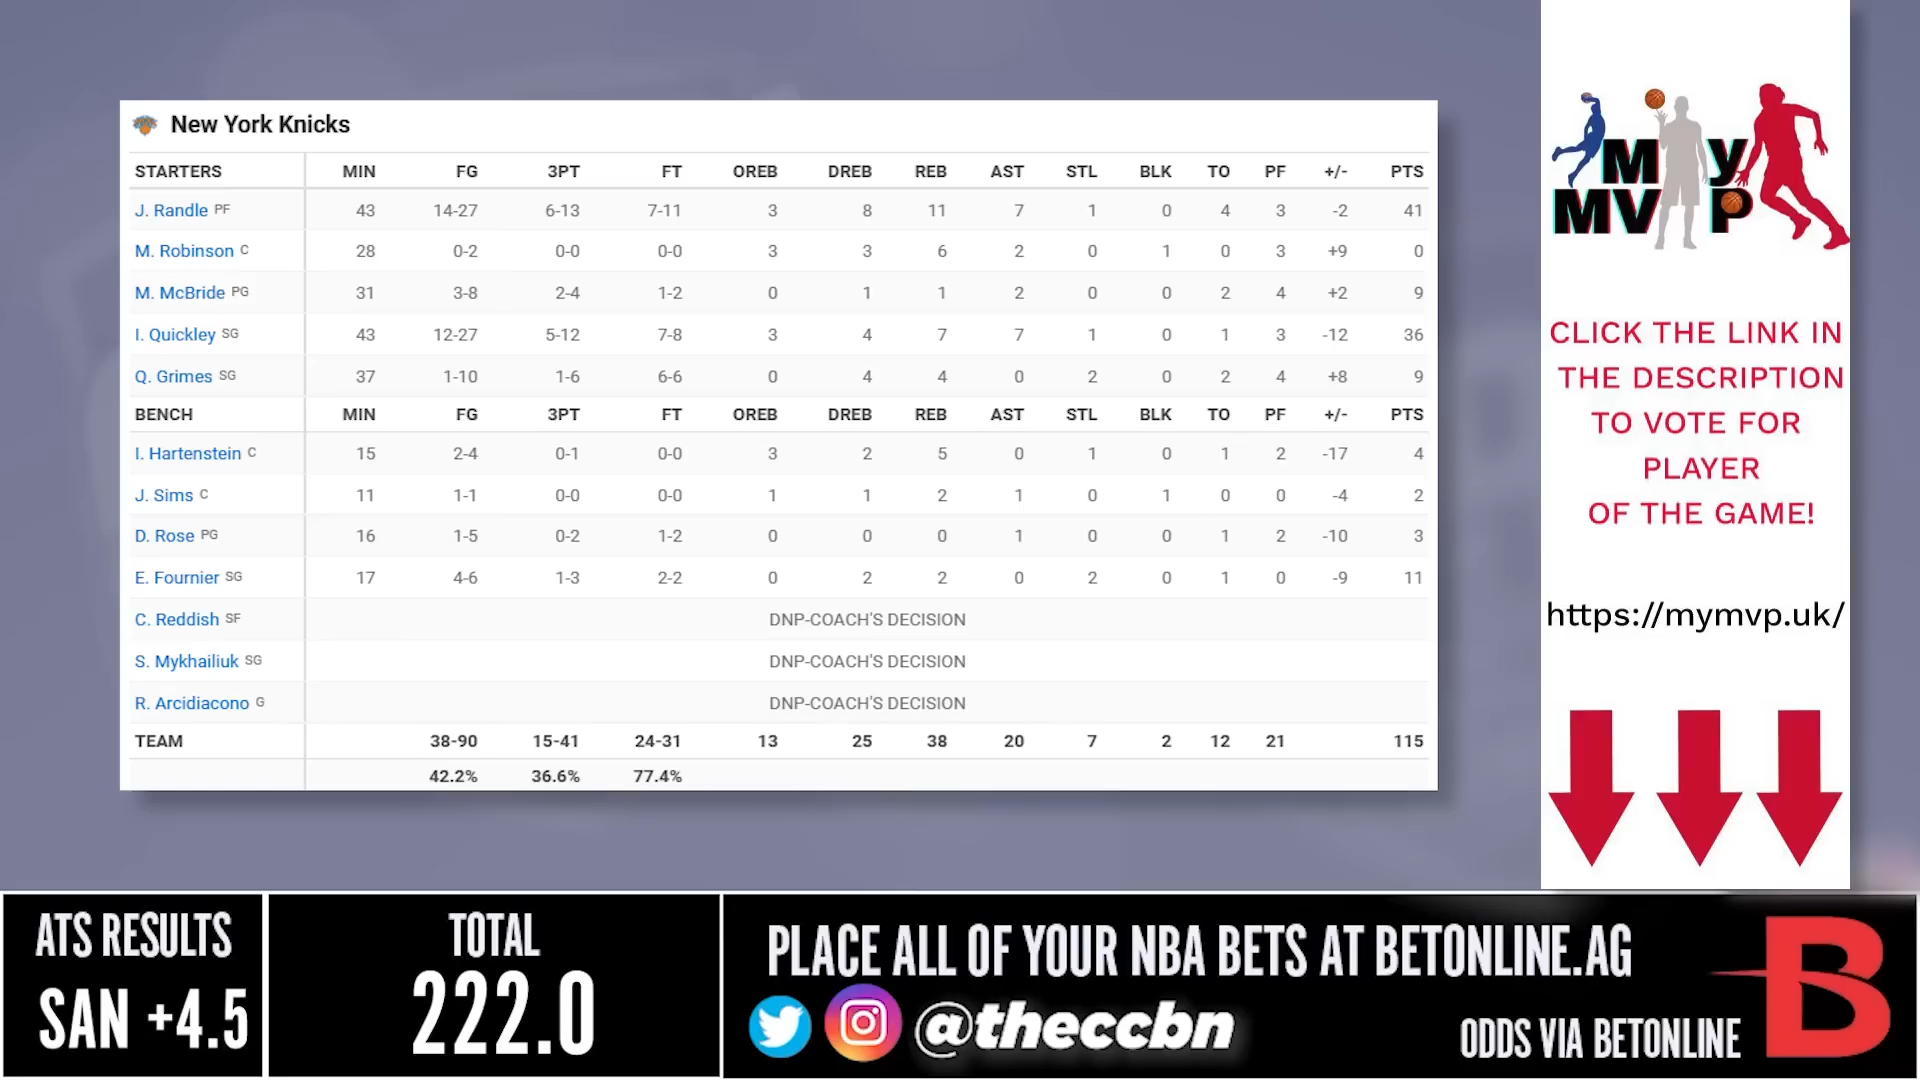 New York Knicks
STARTERS MIN FG 3PT FT OREB DREB REB AST STL BLK TO PF +/- PTS
J. Randle PF 43 14-27 6-13 7-11 3 8 11 7 1 0 4 3 -2 41
M. Robinson C 28 0-2 0-0 0-0 3 3 6 2 0 1 0 3 +9 0
M. McBride PG 31 3-8 2-4 1-2 0 1 1 2 0 0 2 4 +2 9
I. Quickley SG 43 12-27 5-12 7-8 3 4 7 7 1 0 1 3 -12 36
Q. Grimes SG 37 1-10 1-6 6-6 0 4 4 0 2 0 2 4 +8 9
BENCH MIN FG 3PT FT OREB DREB REB AST STL BLK TO PF +/- PTS
I. Hartenstein C 15 2-4 0-1 0-0 3 2 5 0 1 0 1 2 -17 4
J. Sims C 11 1-1 0-0 0-0 1 1 2 1 0 1 0 0 -4 2
D. Rose PG 16 1-5 0-2 1-2 0 0 0 1 0 0 1 2 -10 3
E. Fournier SG 17 4-6 1-3 2-2 0 2 2 0 2 0 1 0 -9 11
C. Reddish SF DNP-COACH'S DECISION
S. Mykhailiuk SG DNP-COACH'S DECISION
R. Arcidiacono G DNP-COACH'S DECISION
TEAM 38-90 15-41 24-31 13 25 38 20 7 2 12 21 115
42.2% 36.6% 77.4%
My
MVP
CLICK THE LINK IN
THE DESCRIPTION
TO VOTE FOR
PLAYER
OF THE GAME!
https://mymvp.uk/
ATS RESULTS
SAN +4.5
TOTAL
222.0
PLACE ALL OF YOUR NBA BETS AT BETONLINE.AG
@theccbn
ODDS VIA BETONLINE
B